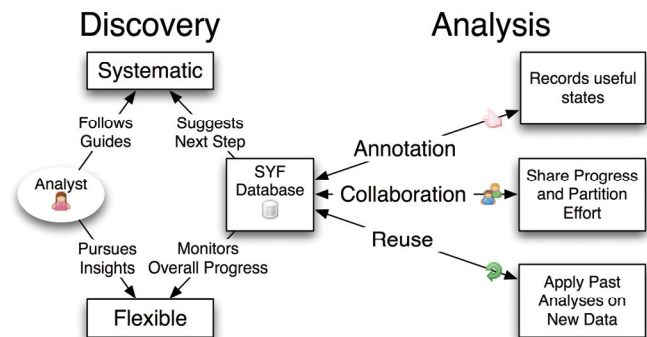 Discovery
Analysis
Systematic
Follows
Guides
Suggests
Next Step
Analyst
SYF
Database
Pursues
Insights
Monitors
Overall Progress
Flexible
Annotation
Collaboration
Reuse
Records useful
states
Share Progress
and Partition
Effort
Apply Past
Analyses on
New Data